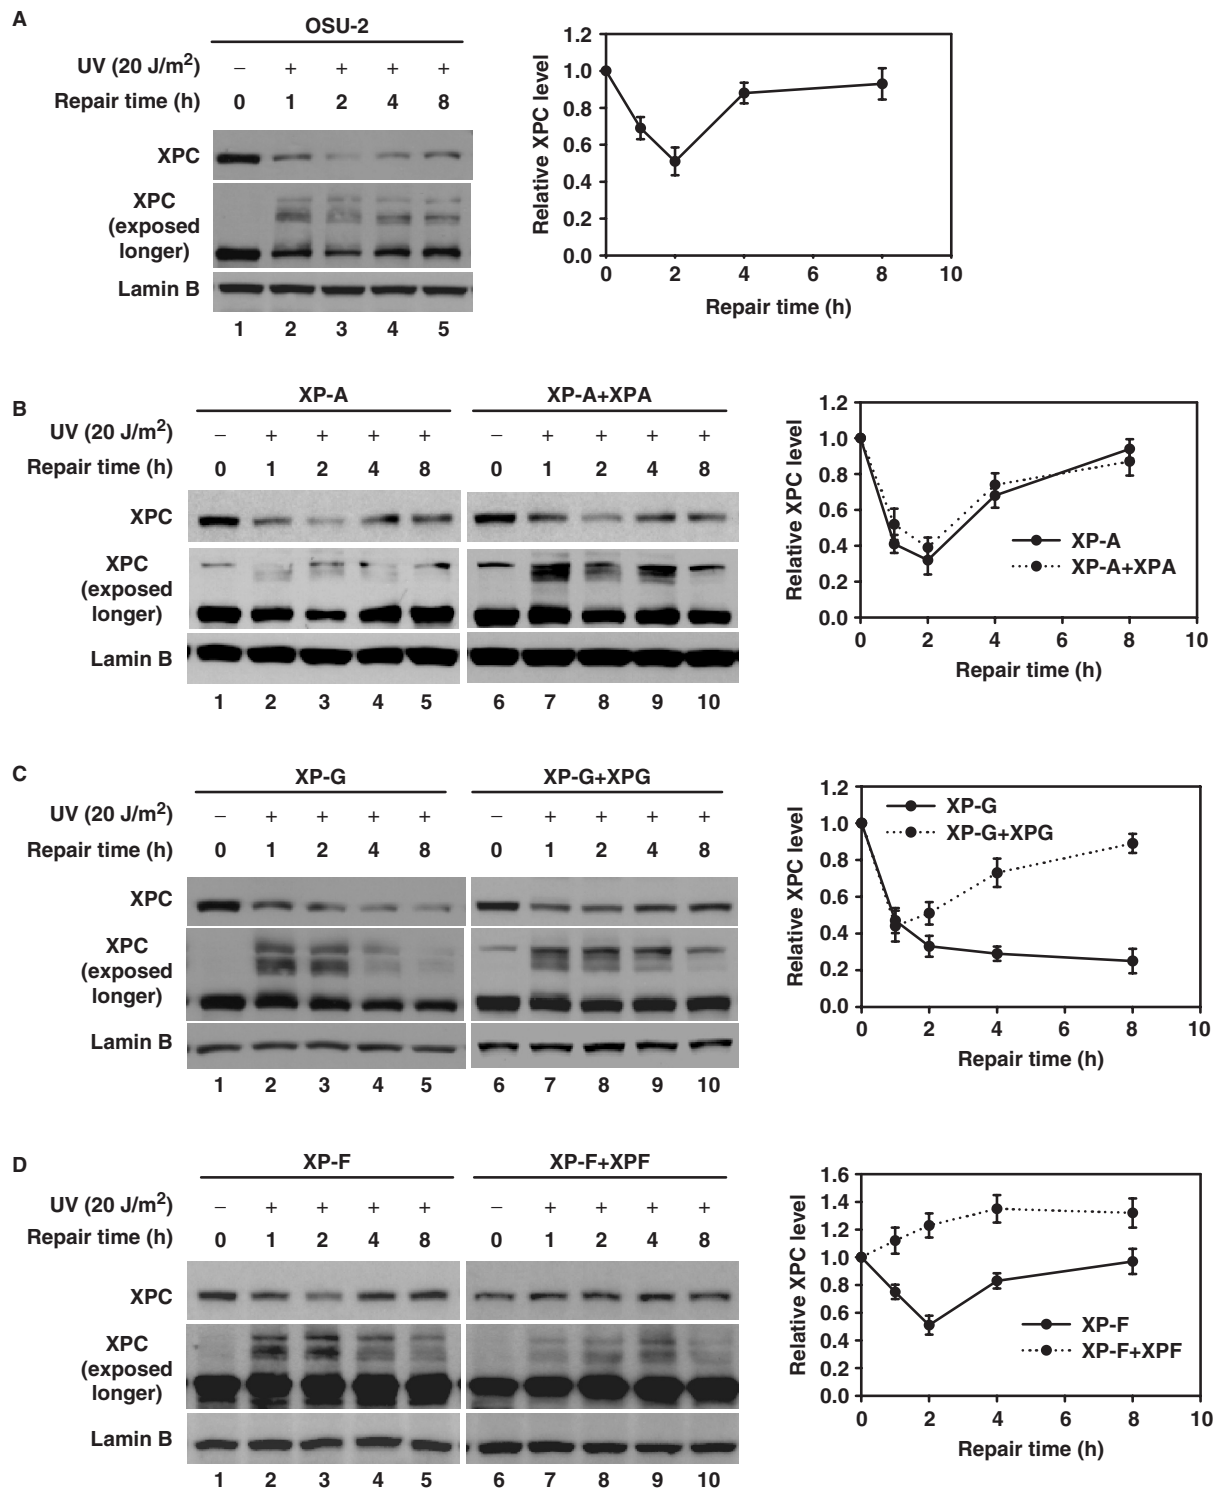 A
OSU-2
UV (20 J/m²) – + + + +
Repair time (h) 0 1 2 4 8
XPC
XPC
(exposed
longer)
Lamin B
1 2 3 4 5
Relative XPC level
1.2
1.0
0.8
0.6
0.4
0.2
0.0
0 2 4 6 8 10
Repair time (h)
B
XP-A XP-A+XPA
UV (20 J/m²) – + + + + – + + + +
Repair time (h) 0 1 2 4 8 0 1 2 4 8
XPC
XPC
(exposed
longer)
Lamin B
1 2 3 4 5 6 7 8 9 10
Relative XPC level
1.2
1.0
0.8
0.6
0.4
0.2
0.0
XP-A
XP-A+XPA
0 2 4 6 8 10
Repair time (h)
C
XP-G XP-G+XPG
UV (20 J/m²) – + + + + – + + + +
Repair time (h) 0 1 2 4 8 0 1 2 4 8
XPC
XPC
(exposed
longer)
Lamin B
1 2 3 4 5 6 7 8 9 10
Relative XPC level
1.2
1.0
0.8
0.6
0.4
0.2
0.0
XP-G
XP-G+XPG
0 2 4 6 8 10
Repair time (h)
D
XP-F XP-F+XPF
UV (20 J/m²) – + + + + – + + + +
Repair time (h) 0 1 2 4 8 0 1 2 4 8
XPC
XPC
(exposed
longer)
Lamin B
1 2 3 4 5 6 7 8 9 10
Relative XPC level
1.6
1.4
1.2
1.0
0.8
0.6
0.4
0.2
0.0
XP-F
XP-F+XPF
0 2 4 6 8 10
Repair time (h)